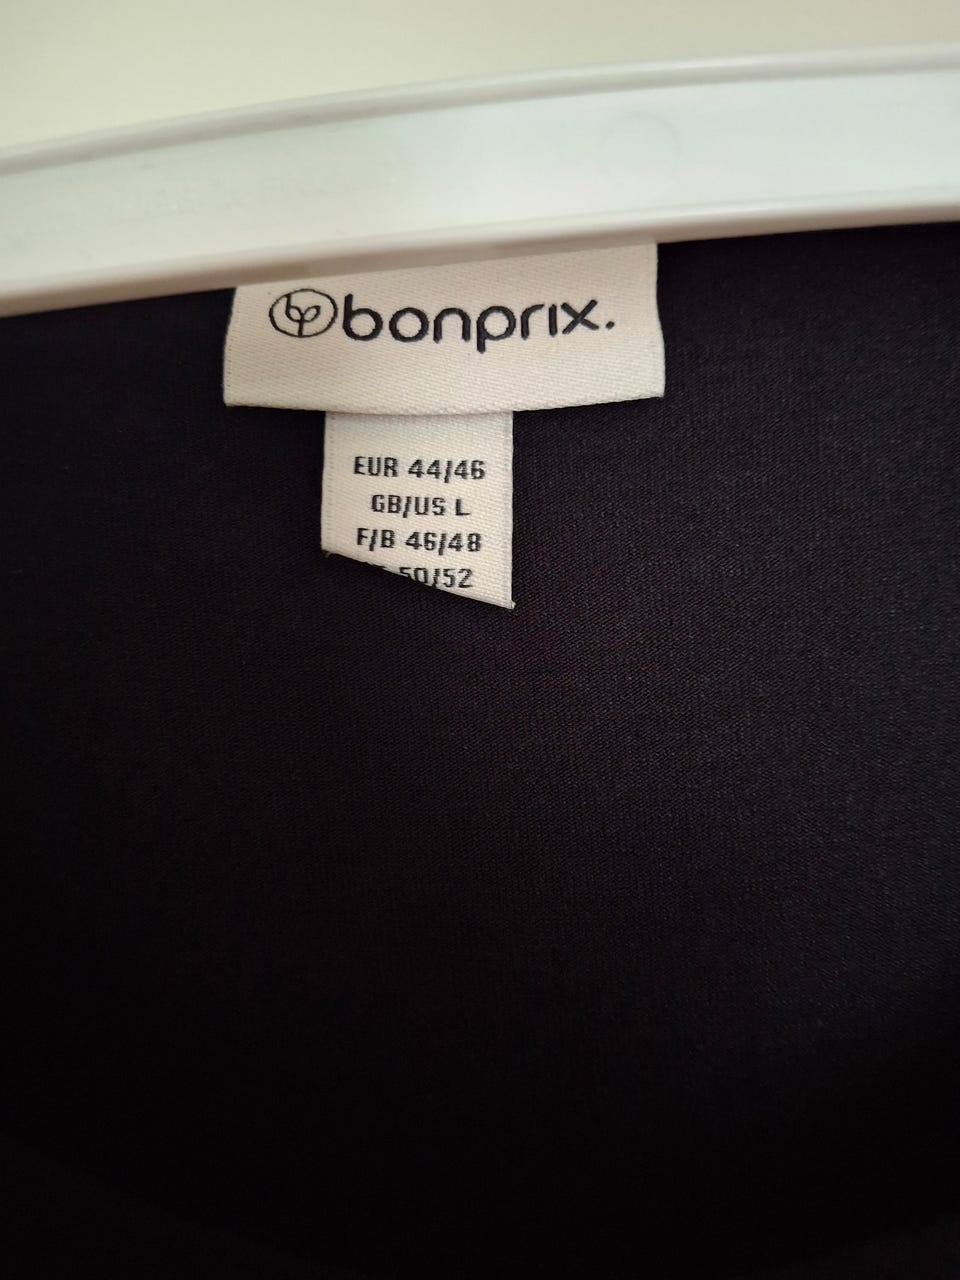 bonprix.
EUR 44/46
GB/US L
F/B 46/48
50/52